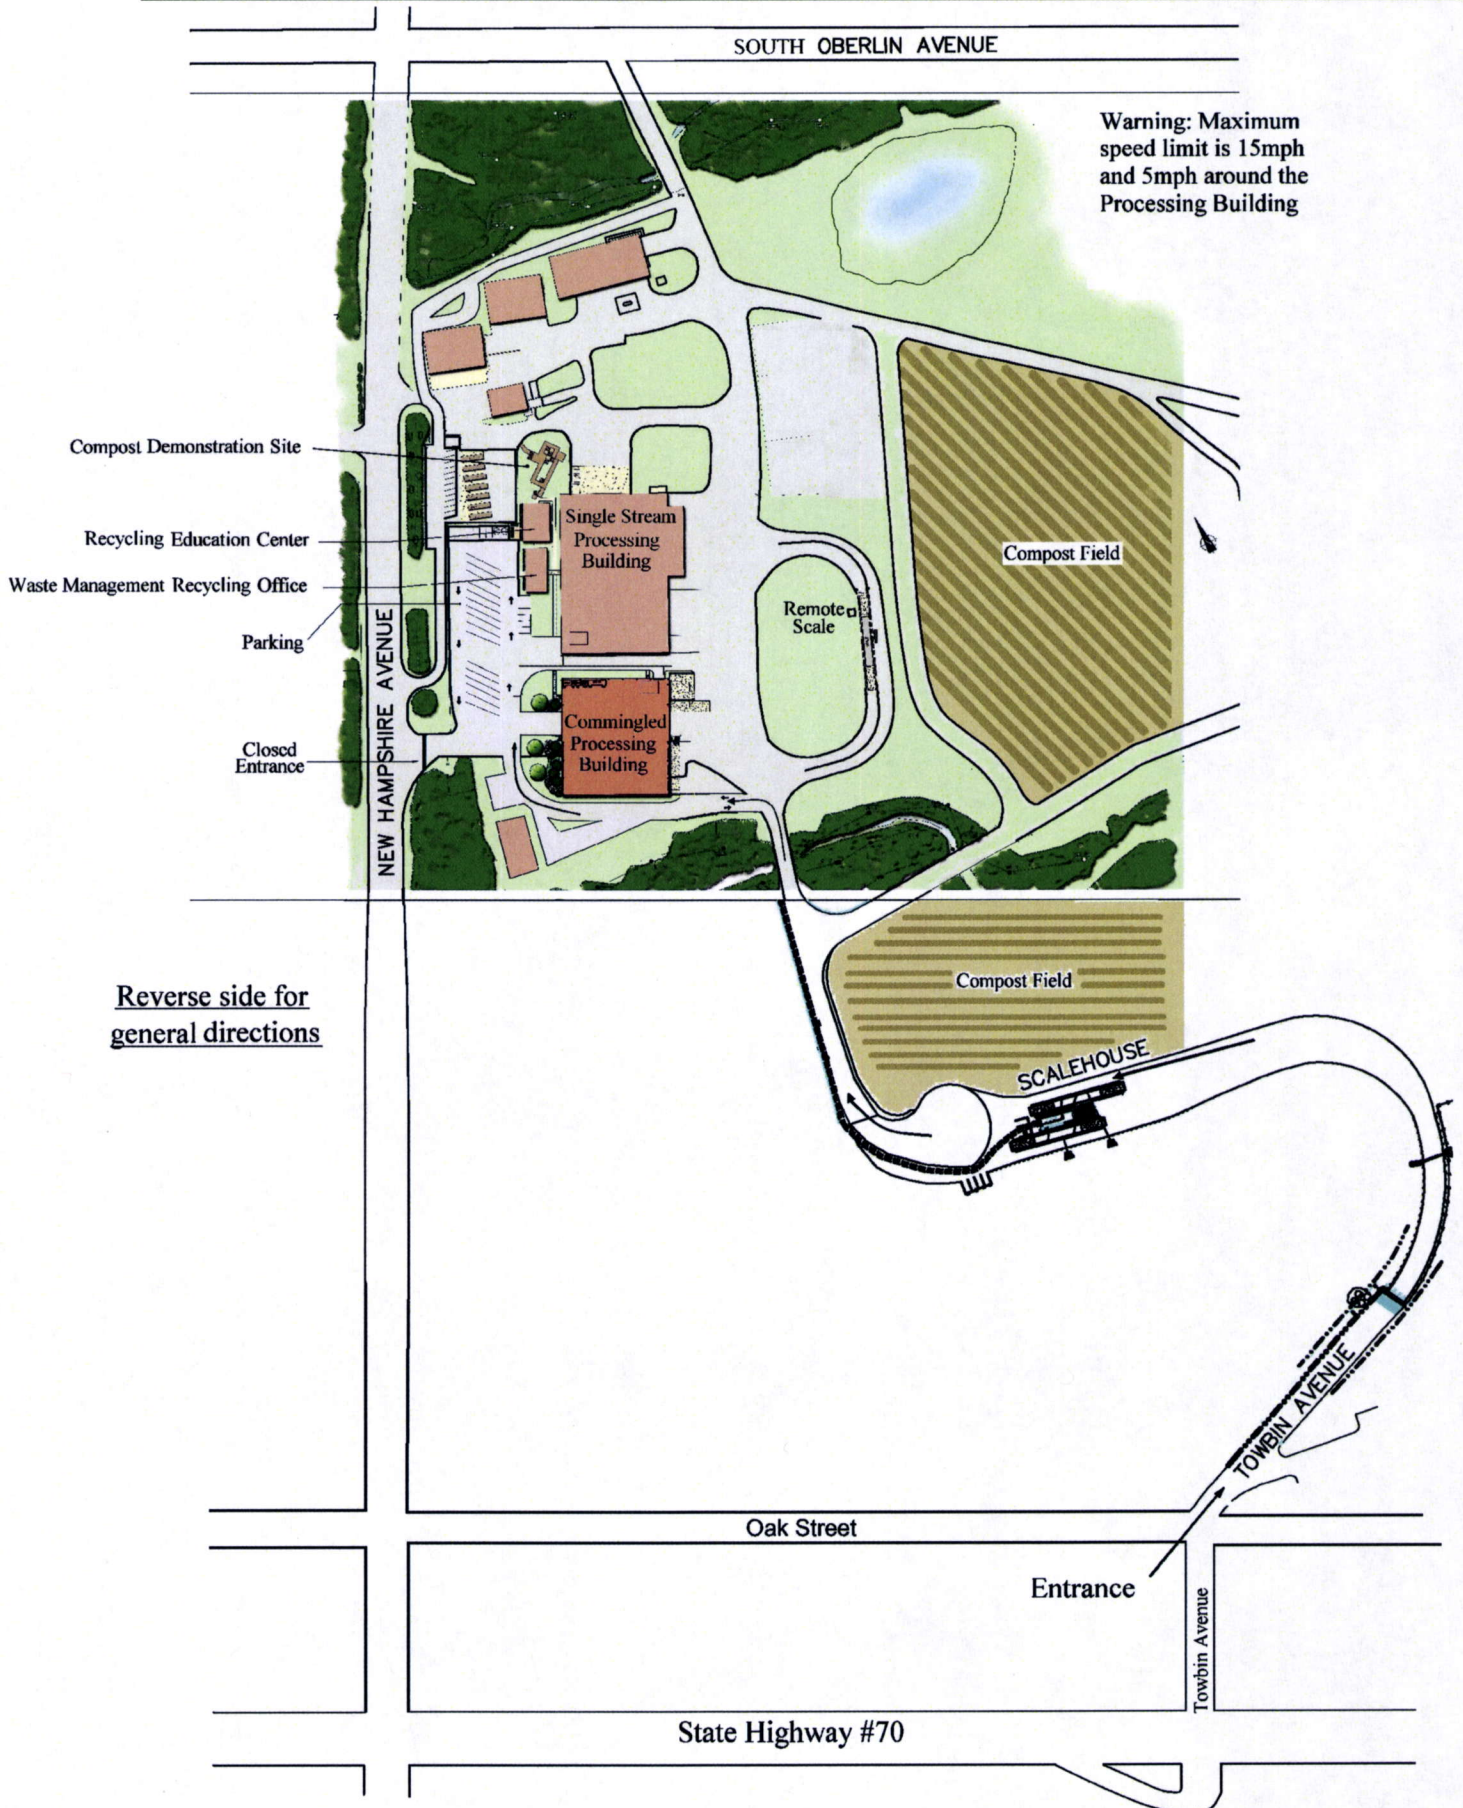 SOUTH OBERLIN AVENUE
Warning: Maximum
speed limit is 15mph
and 5mph around the
Processing Building
Compost Demonstration Site
Recycling Education Center
Waste Management Recycling Office
Parking
Closed
Entrance
NEW HAMPSHIRE AVENUE
Single Stream
Processing
Building
Commingled
Processing
Building
Remote
Scale
Compost Field
Compost Field
SCALEHOUSE
Reverse side for
general directions
TOWBIN AVENUE
Oak Street
Entrance
Towbin Avenue
State Highway #70